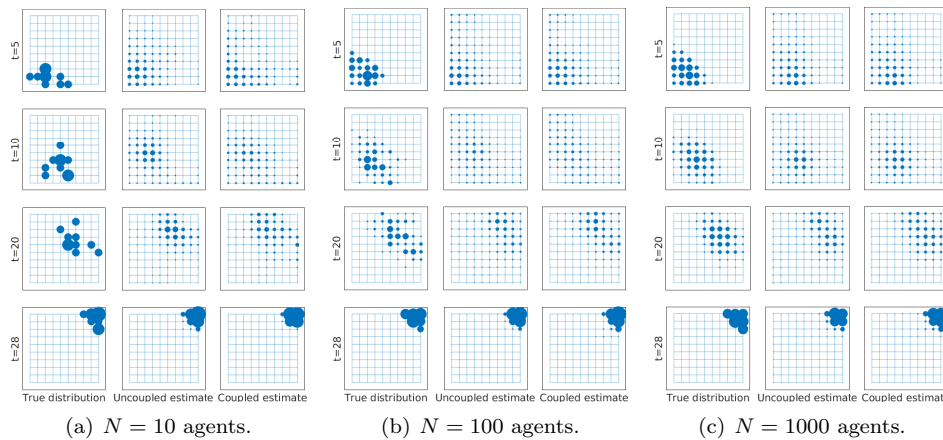 t=5
t=10
t=20
t=28
True distribution Uncoupled estimate Coupled estimate
(a) N = 10 agents.
t=5
t=10
t=20
t=28
True distribution Uncoupled estimate Coupled estimate
(b) N = 100 agents.
t=5
t=10
t=20
t=28
True distribution Uncoupled estimate Coupled estimate
(c) N = 1000 agents.